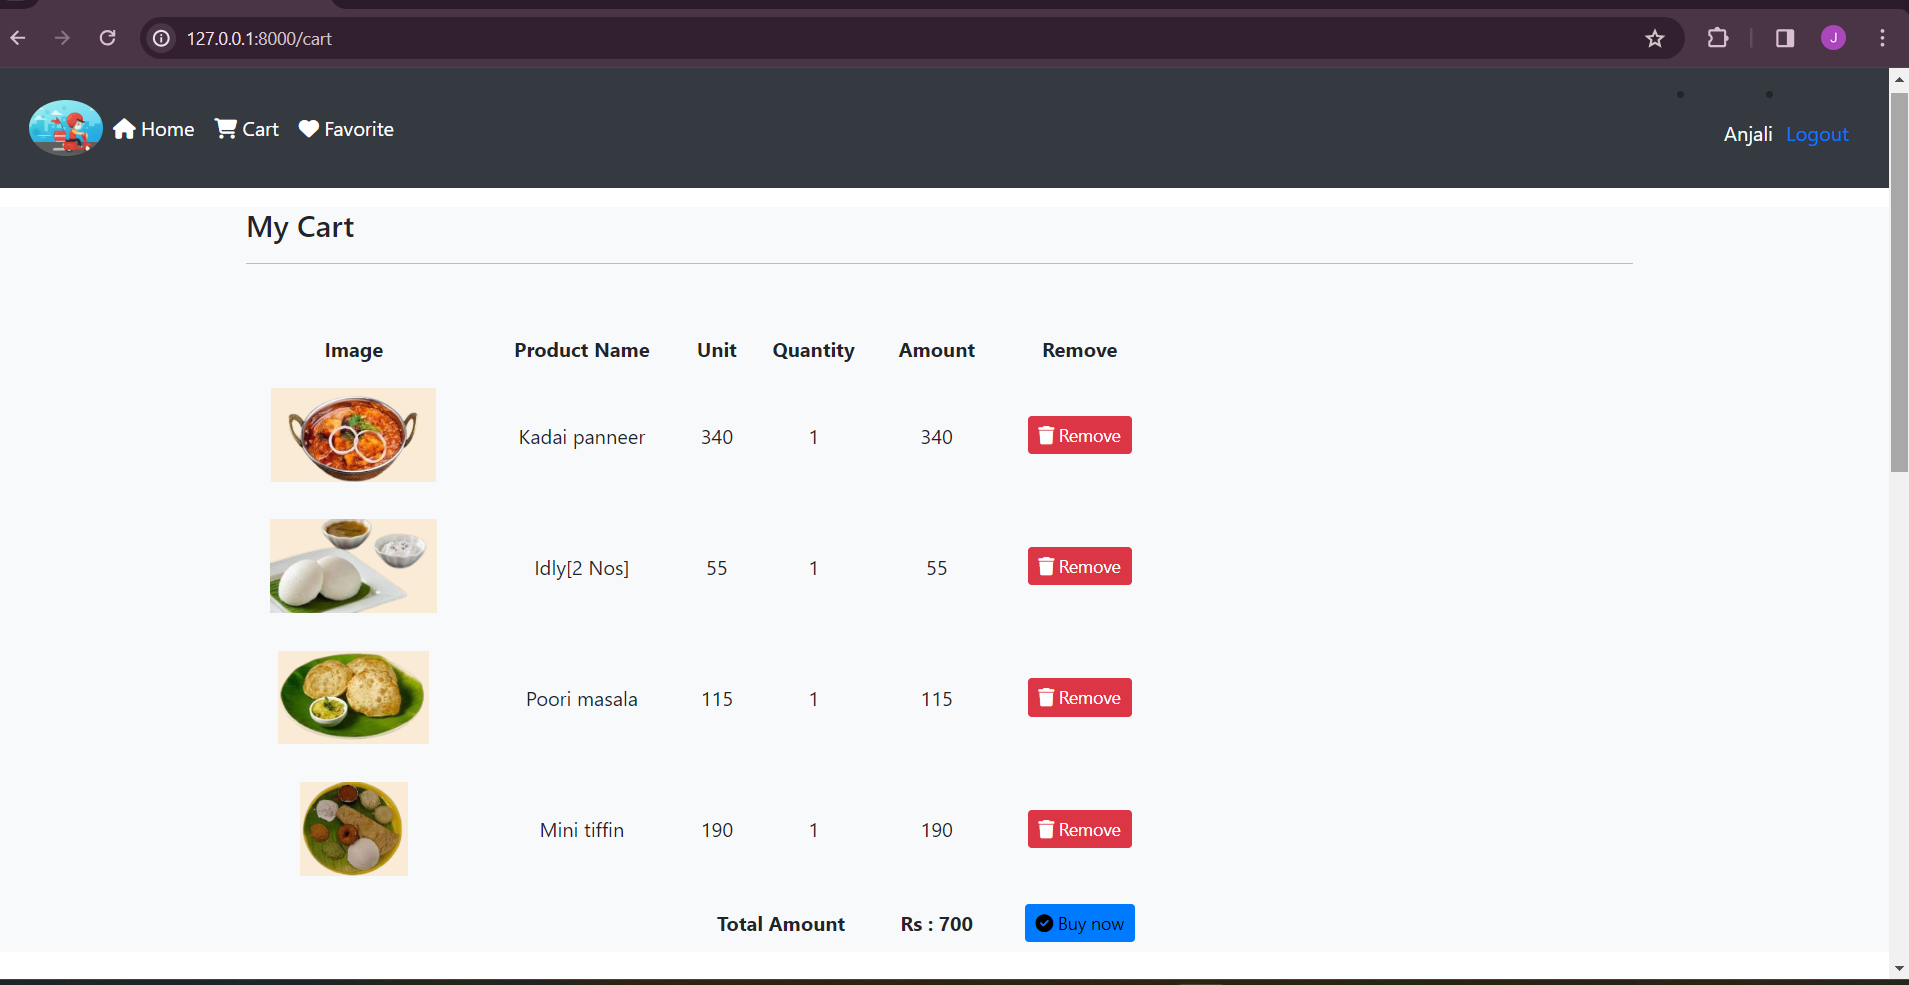 127.0.0.1:8000/cart
J
Home Cart Favorite
Anjali Logout
My Cart
Image Product Name Unit Quantity Amount Remove
Kadai panneer 340 1 340 Remove
Idly[2 Nos] 55 1 55 Remove
Poori masala 115 1 115 Remove
Mini tiffin 190 1 190 Remove
Total Amount Rs : 700 Buy now